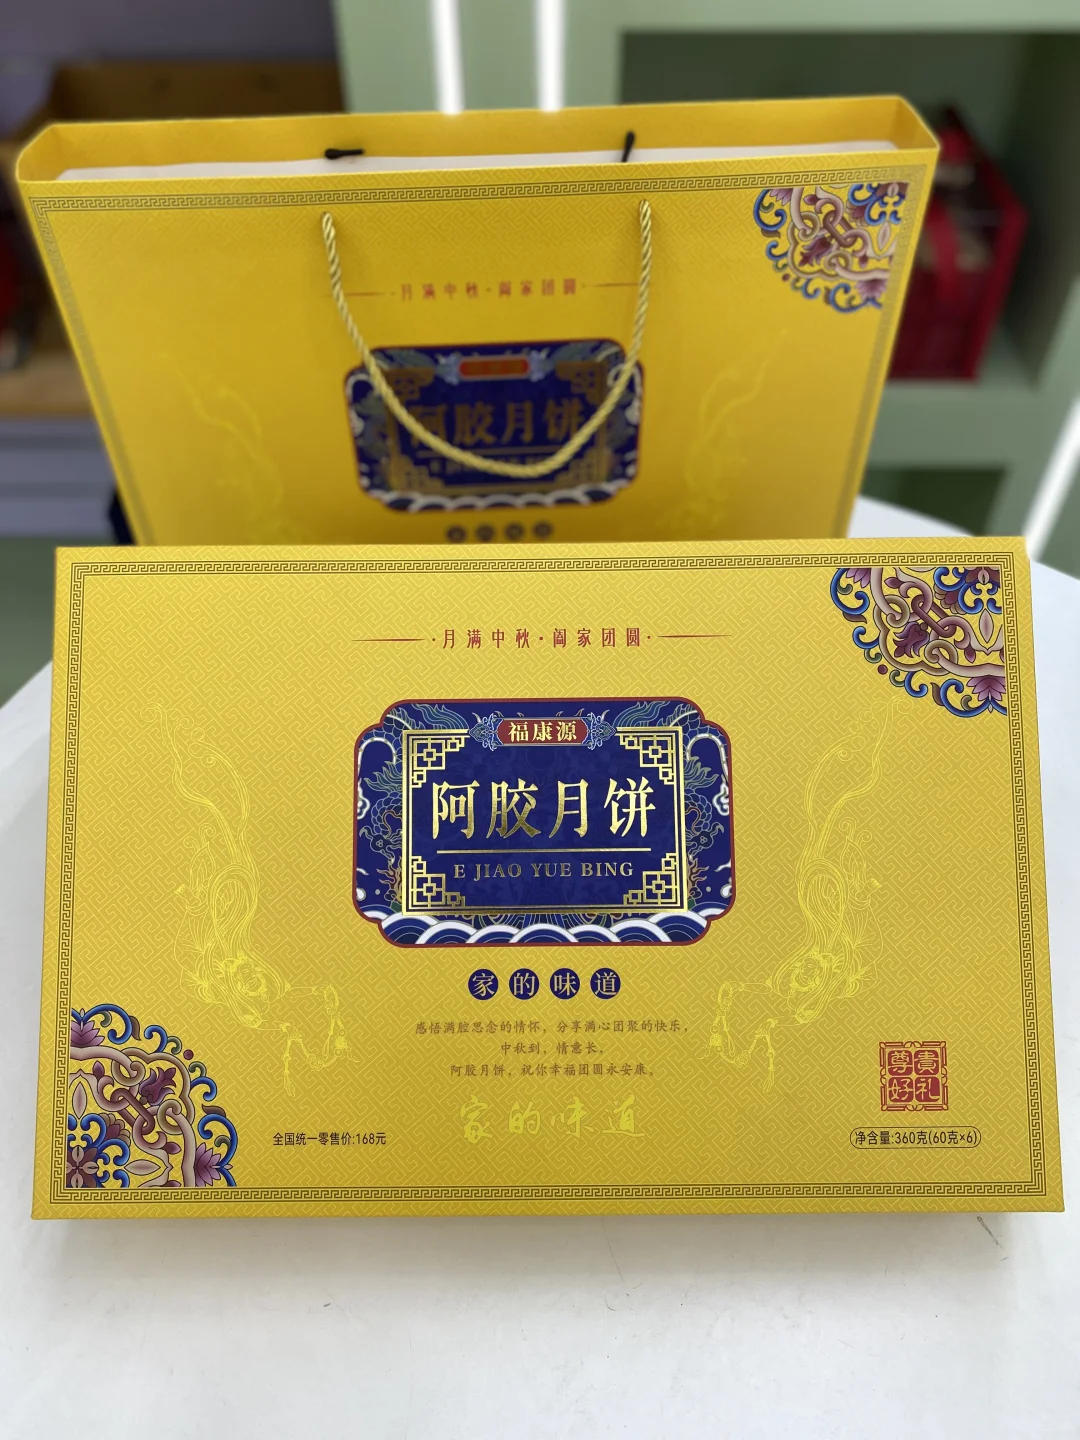 ·月满中秋·阖家团圆·
阿胶月饼
·月满中秋·阖家团圆·
福康源
阿胶月饼
E JIAO YUE BING
家的味道
感悟满腔思念的情怀，分享满心团聚的快乐，
中秋到，情意长，
阿胶月饼，祝你幸福团圆永安康。
家的味道
全国统一零售价:168元
尊貴
好礼
净含量:360克(60克×6)